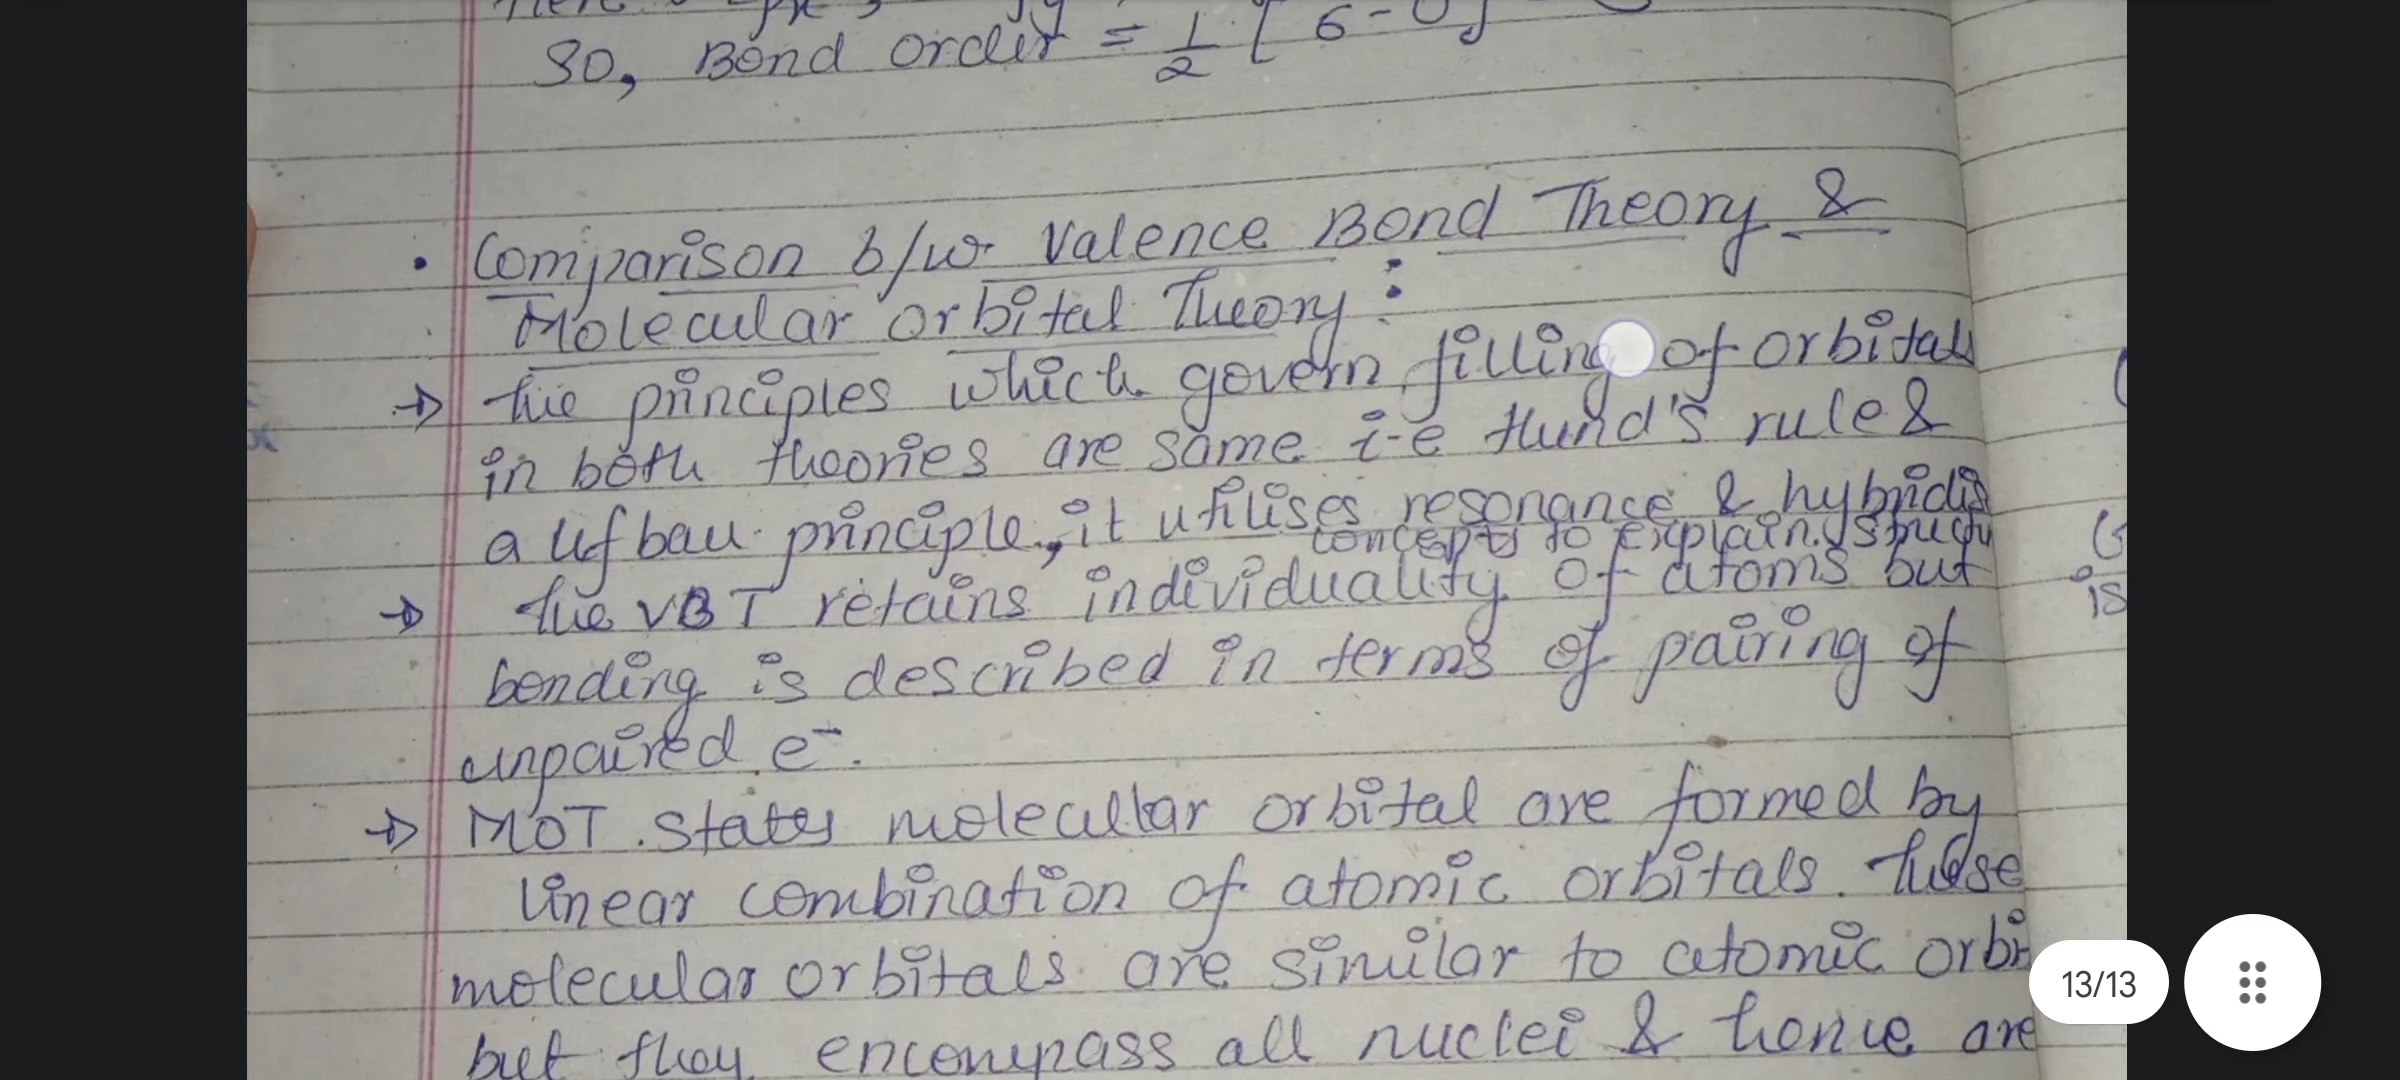 So, Bond order = 1/2 [ 6 - 0 ]
• Comparison b/w Valence Bond Theory &
Molecular orbital Theory :
→ the principles which govern filling of orbitals
in both theories are same i-e Hund's rule &
aufbau principle, it utilises resonance & hybridis
concepts to explain structu
→ the VBT retains individuality of atoms but
bonding is described in terms of pairing of
unpaired e⁻.
→ MOT states molecular orbital are formed by
linear combination of atomic orbitals. These
molecular orbitals are similar to atomic orbi
but they encompass all nuclei & hence are
is
13/13